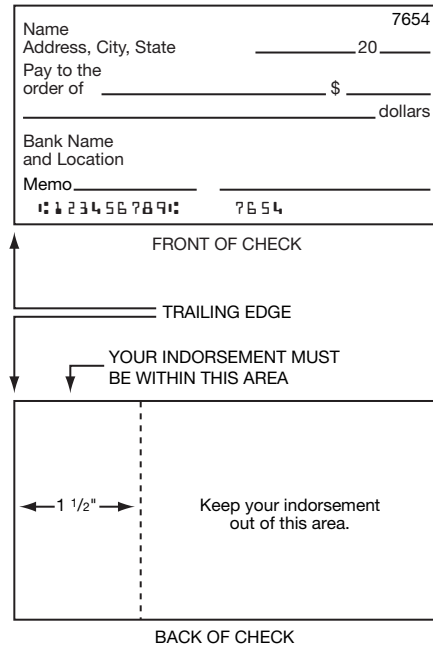 7654
Name
Address, City, State 20
Pay to the
order of $
dollars
Bank Name
and Location
Memo
⑆123456789⑆ 7654
FRONT OF CHECK
TRAILING EDGE
YOUR INDORSEMENT MUST
BE WITHIN THIS AREA
1 1/2"
Keep your indorsement
out of this area.
BACK OF CHECK